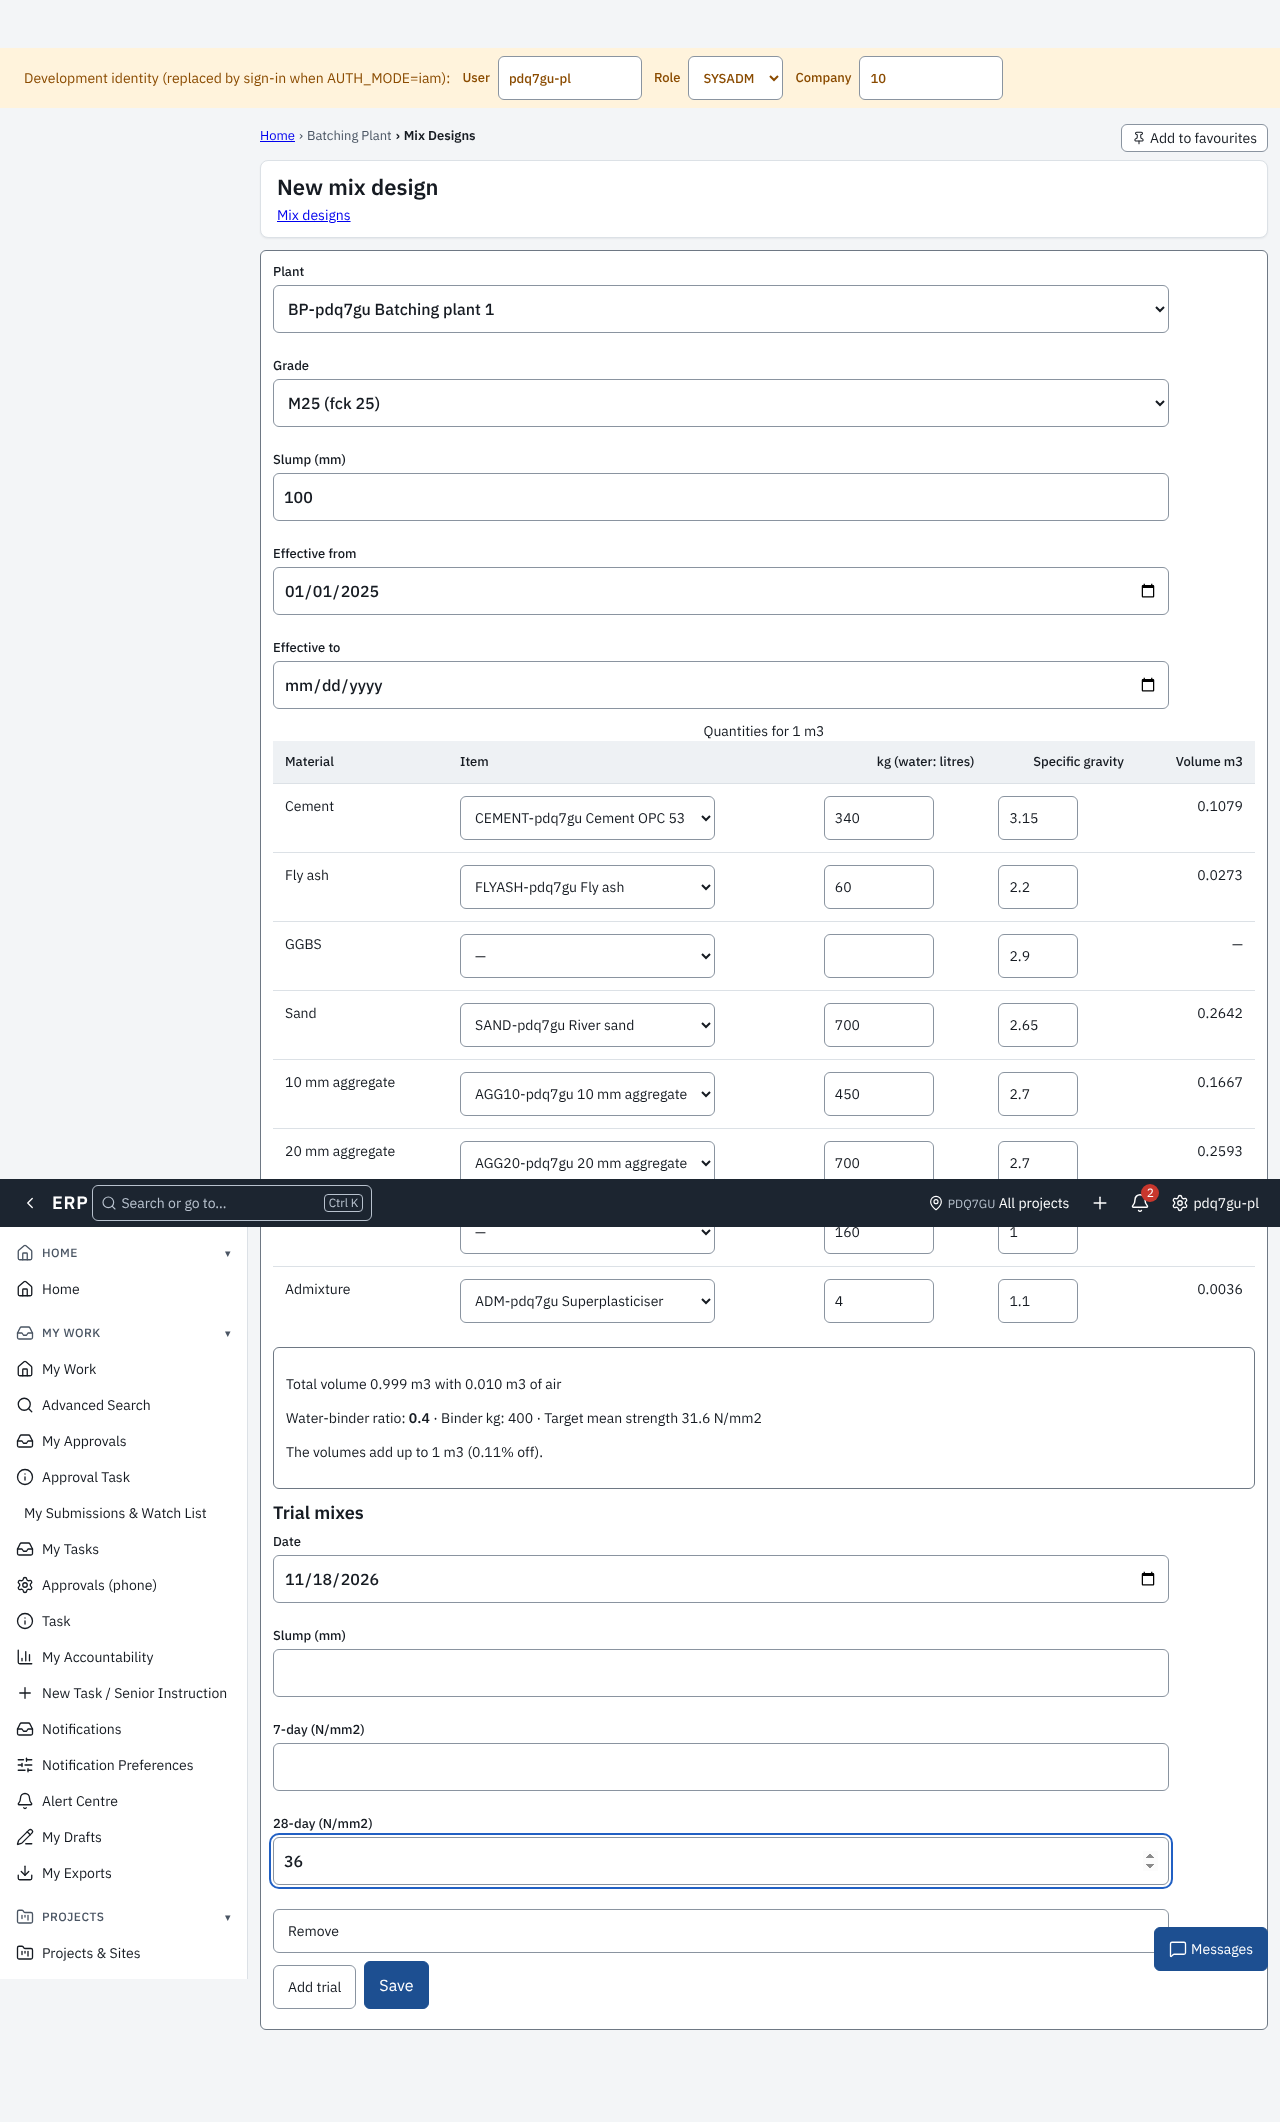 Development identity (replaced by sign-in when AUTH_MODE=iam): User pdq7gu-pl Role SYSADM Company 10
Home › Batching Plant › Mix Designs
Add to favourites
New mix design
Mix designs
Plant
BP-pdq7gu Batching plant 1
Grade
M25 (fck 25)
Slump (mm)
100
Effective from
01/01/2025
Effective to
mm/dd/yyyy
Quantities for 1 m3
Material Item kg (water: litres) Specific gravity Volume m3
Cement CEMENT-pdq7gu Cement OPC 53 340 3.15 0.1079
Fly ash FLYASH-pdq7gu Fly ash 60 2.2 0.0273
GGBS — 2.9 —
Sand SAND-pdq7gu River sand 700 2.65 0.2642
10 mm aggregate AGG10-pdq7gu 10 mm aggregate 450 2.7 0.1667
20 mm aggregate AGG20-pdq7gu 20 mm aggregate 700 2.7 0.2593
ERP Search or go to... Ctrl K PDQ7GU All projects 2 pdq7gu-pl
— 160 1
Admixture ADM-pdq7gu Superplasticiser 4 1.1 0.0036
Total volume 0.999 m3 with 0.010 m3 of air
Water-binder ratio: 0.4 · Binder kg: 400 · Target mean strength 31.6 N/mm2
The volumes add up to 1 m3 (0.11% off).
Trial mixes
Date
11/18/2026
Slump (mm)
7-day (N/mm2)
28-day (N/mm2)
36
Remove
Add trial
Save
Messages
HOME
Home
MY WORK
My Work
Advanced Search
My Approvals
Approval Task
My Submissions & Watch List
My Tasks
Approvals (phone)
Task
My Accountability
New Task / Senior Instruction
Notifications
Notification Preferences
Alert Centre
My Drafts
My Exports
PROJECTS
Projects & Sites